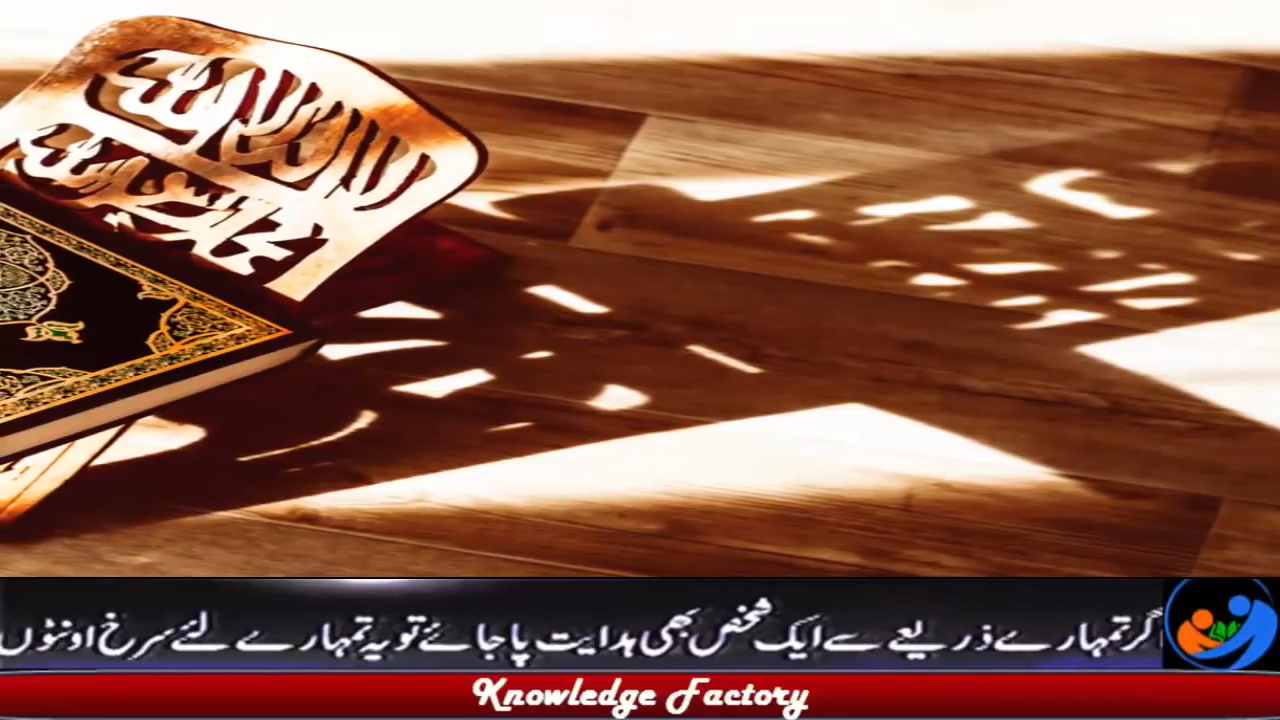 اگر تمہارے ذریعے سے ایک شخص بھی ہدایت پا جائے تو یہ تمہارے لئے سرخ اونٹوں
Knowledge Factory